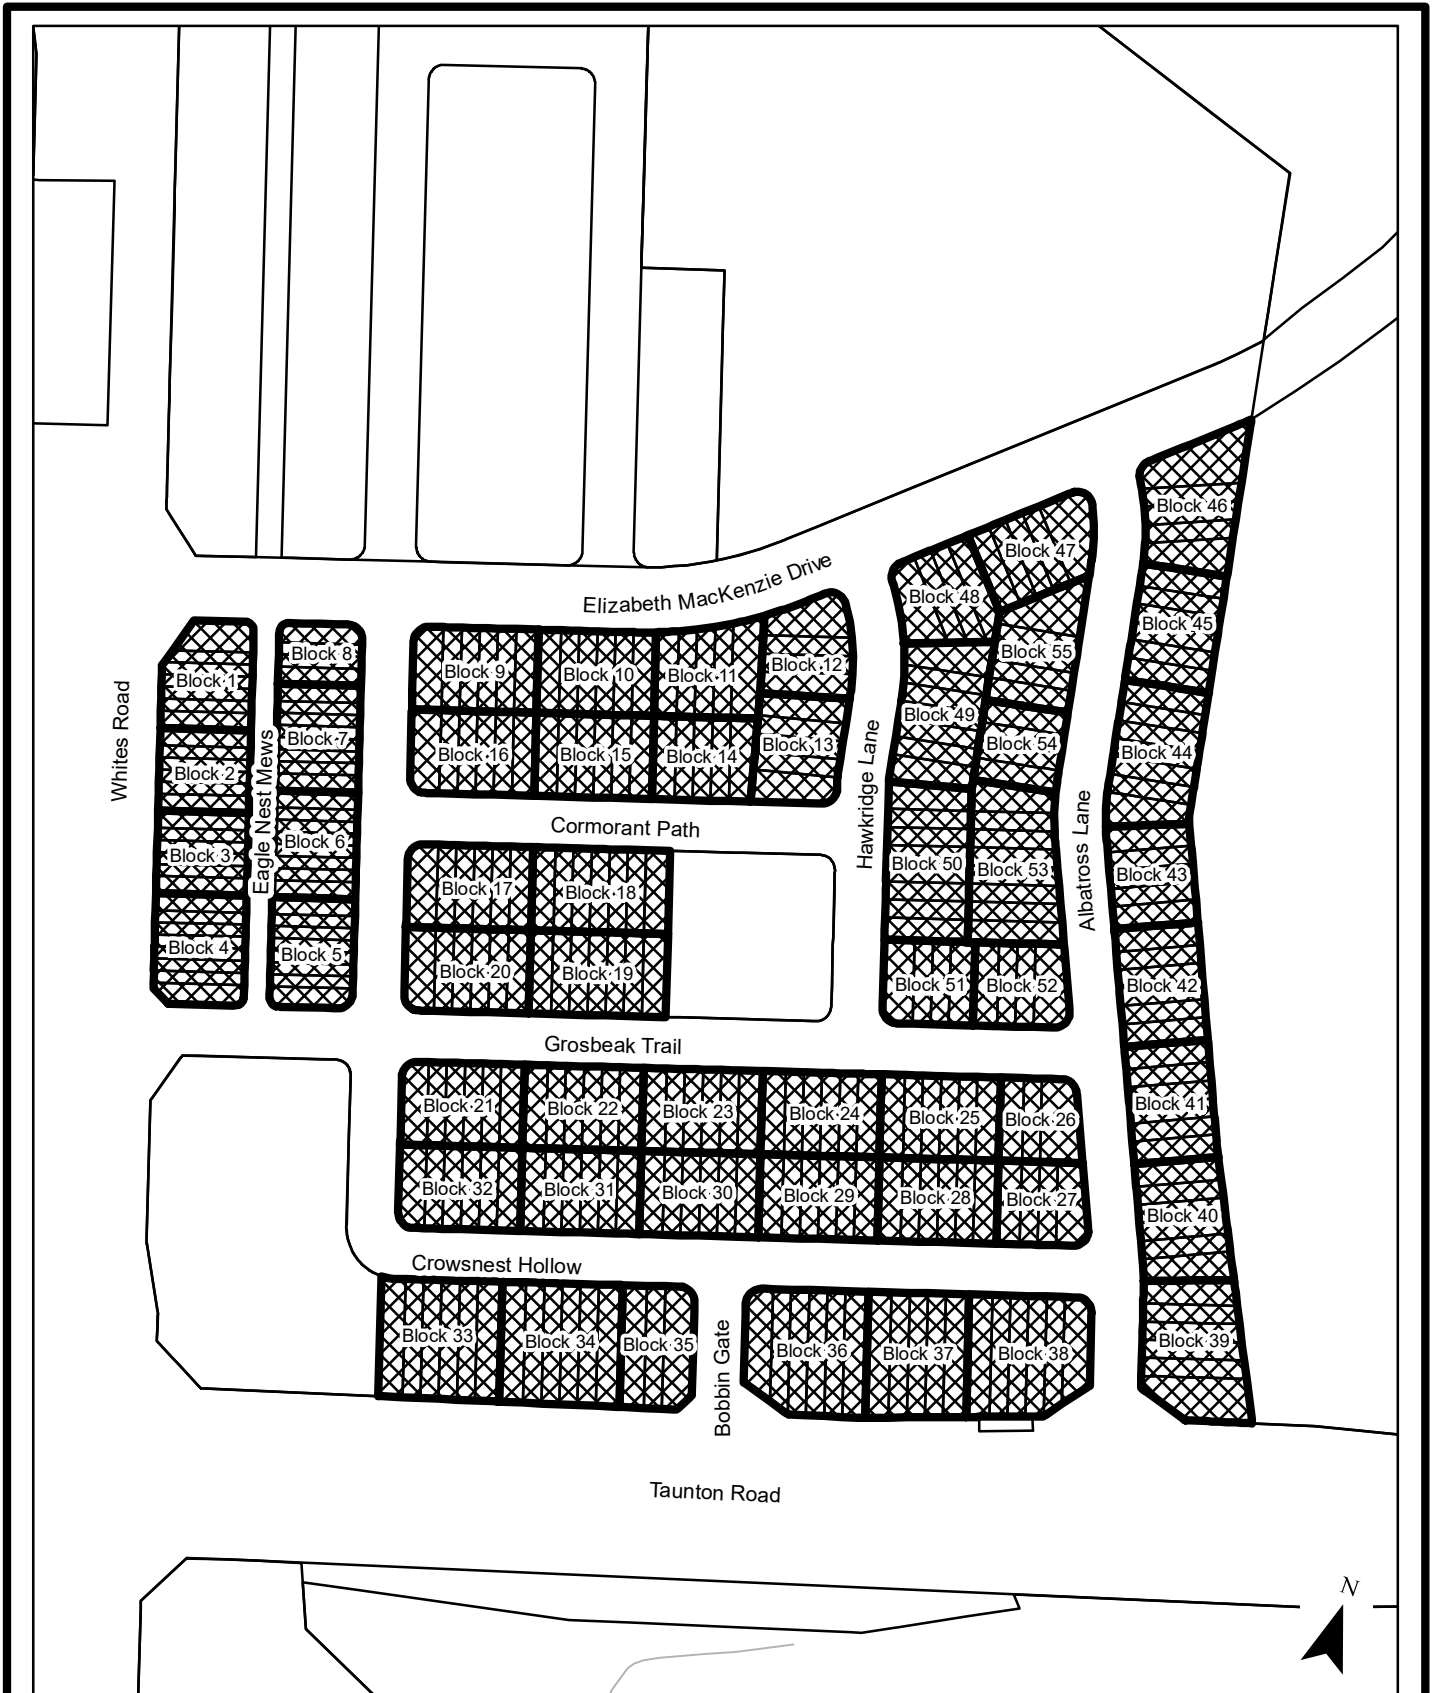 Elizabeth MacKenzie Drive
Block 46
Block 47
Block 48
Block 45
Block 55
Block 8
Block 1
Block 9
Block 10
Block 11
Block 12
Block 49
Block 54
Block 44
Whites Road
Block 7
Block 2
Eagle Nest Mews
Block 16
Block 15
Block 14
Block 13
Hawkridge Lane
Cormorant Path
Block 6
Block 3
Block 17
Block 18
Block 50
Block 53
Albatross Lane
Block 43
Block 4
Block 5
Block 20
Block 19
Block 51
Block 52
Block 42
Grosbeak Trail
Block 21
Block 22
Block 23
Block 24
Block 25
Block 26
Block 41
Block 32
Block 31
Block 30
Block 29
Block 28
Block 27
Block 40
Crowsnest Hollow
Block 33
Block 34
Block 35
Bobbin Gate
Block 36
Block 37
Block 38
Block 39
Taunton Road
N